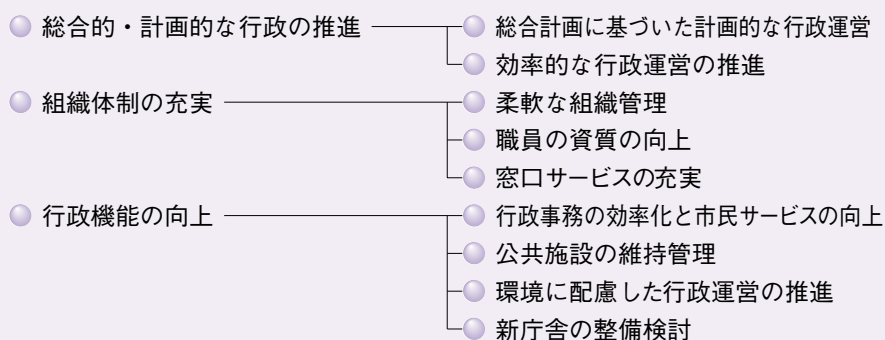 総合的・計画的な行政の推進 総合計画に基づいた計画的な行政運営
効率的な行政運営の推進
組織体制の充実 柔軟な組織管理
職員の資質の向上
窓口サービスの充実
行政機能の向上 行政事務の効率化と市民サービスの向上
公共施設の維持管理
環境に配慮した行政運営の推進
新庁舎の整備検討